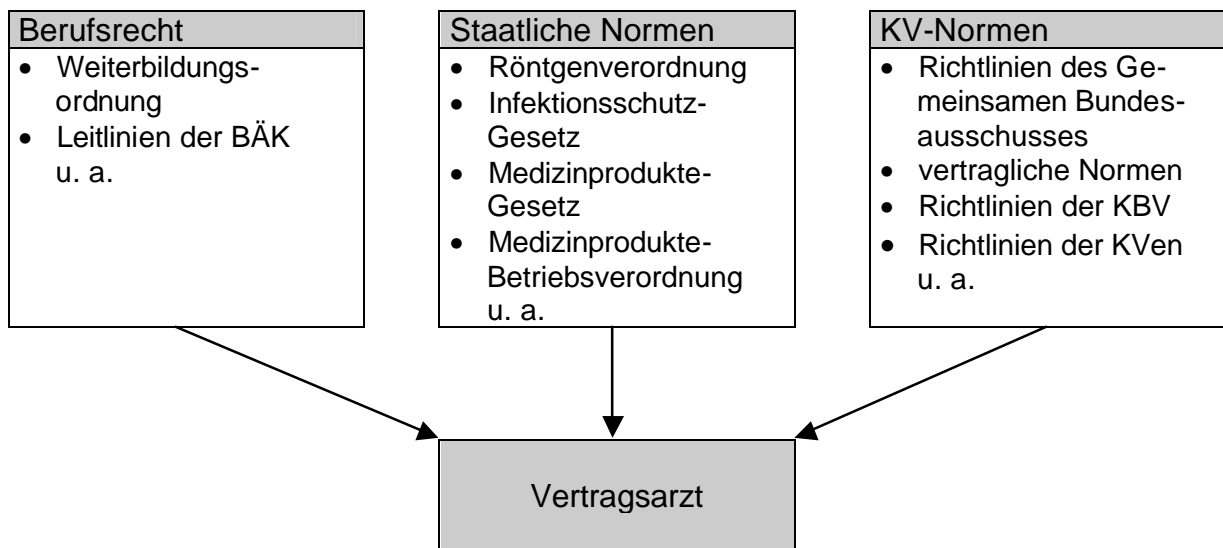 Berufsrecht
• Weiterbildungs-
ordnung
• Leitlinien der BÄK
u. a.
Staatliche Normen
• Röntgenverordnung
• Infektionsschutz-
Gesetz
• Medizinprodukte-
Gesetz
• Medizinprodukte-
Betriebsverordnung
u. a.
KV-Normen
• Richtlinien des Ge-
meinsamen Bundes-
ausschusses
• vertragliche Normen
• Richtlinien der KBV
• Richtlinien der KVen
u. a.
Vertragsarzt